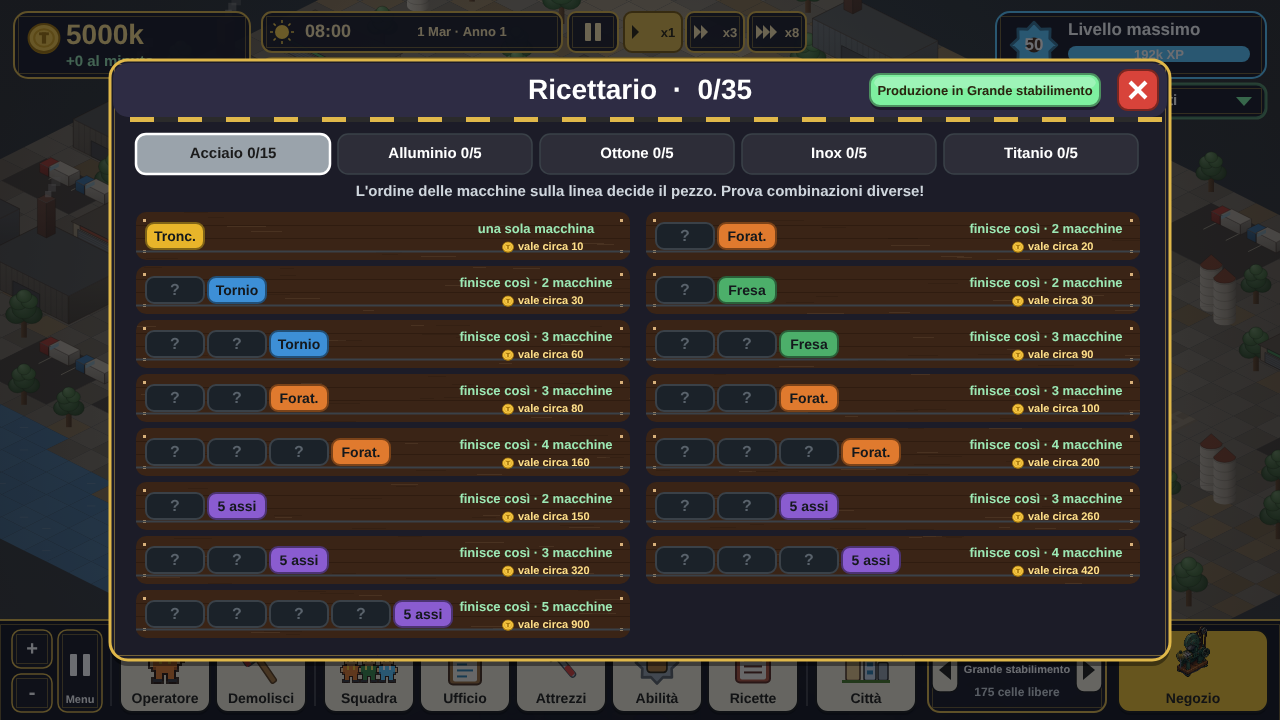 5000k
+0 al minuto
08:00
1 Mar · Anno 1
x1
x3
x8
50
Livello massimo
192k XP
Ricettario · 0/35
Produzione in Grande stabilimento
Acciaio 0/15
Alluminio 0/5
Ottone 0/5
Inox 0/5
Titanio 0/5
L'ordine delle macchine sulla linea decide il pezzo. Prova combinazioni diverse!
Tronc.
una sola macchina
vale circa 10
? Forat.
finisce così · 2 macchine
vale circa 20
? Tornio
finisce così · 2 macchine
vale circa 30
? Fresa
finisce così · 2 macchine
vale circa 30
? ? Tornio
finisce così · 3 macchine
vale circa 60
? ? Fresa
finisce così · 3 macchine
vale circa 90
? ? Forat.
finisce così · 3 macchine
vale circa 80
? ? Forat.
finisce così · 3 macchine
vale circa 100
? ? ? Forat.
finisce così · 4 macchine
vale circa 160
? ? ? Forat.
finisce così · 4 macchine
vale circa 200
? 5 assi
finisce così · 2 macchine
vale circa 150
? ? 5 assi
finisce così · 3 macchine
vale circa 260
? ? 5 assi
finisce così · 3 macchine
vale circa 320
? ? ? 5 assi
finisce così · 4 macchine
vale circa 420
? ? ? ? 5 assi
finisce così · 5 macchine
vale circa 900
+
-
Menu
Operatore
Demolisci
Squadra
Ufficio
Attrezzi
Abilità
Ricette
Città
Grande stabilimento
175 celle libere
Negozio